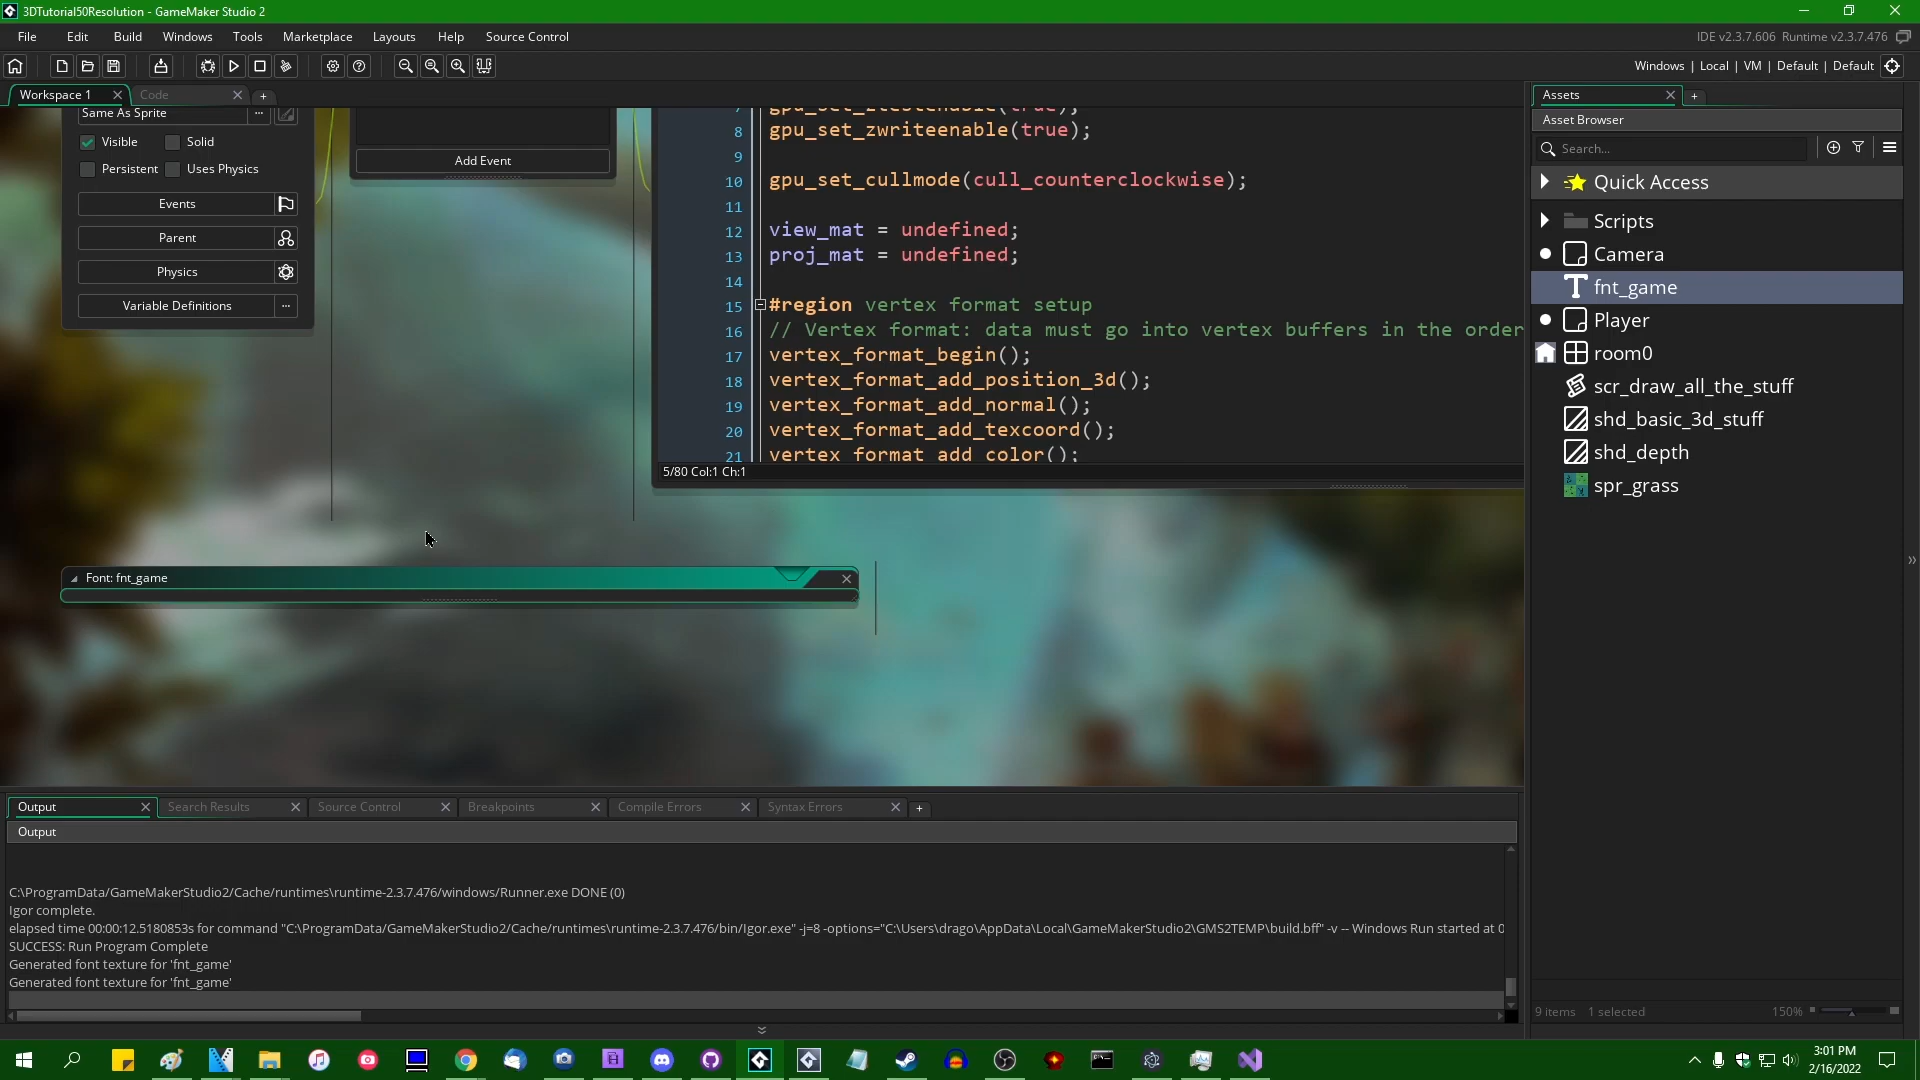 3DTutorial50Resolution - GameMaker Studio 2
File Edit Build Windows Tools Marketplace Layouts Help Source Control
IDE v2.3.7.606 Runtime v2.3.7.476
Windows | Local | VM | Default | Default
Workspace 1
Code
Same As Sprite
Visible Solid
Persistent Uses Physics
Events
Parent
Physics
Variable Definitions
Add Event
7 gpu_set_ztestenable(true);
8 gpu_set_zwriteenable(true);
9
10 gpu_set_cullmode(cull_counterclockwise);
11
12 view_mat = undefined;
13 proj_mat = undefined;
14
15 #region vertex format setup
16 // Vertex format: data must go into vertex buffers in the order
17 vertex_format_begin();
18 vertex_format_add_position_3d();
19 vertex_format_add_normal();
20 vertex_format_add_texcoord();
21 vertex_format_add_color();
5/80 Col:1 Ch:1
Font: fnt_game
Assets
Asset Browser
Search...
Quick Access
Scripts
Camera
fnt_game
Player
room0
scr_draw_all_the_stuff
shd_basic_3d_stuff
shd_depth
spr_grass
9 items 1 selected 150%
Output Search Results Source Control Breakpoints Compile Errors Syntax Errors
Output
C:\ProgramData/GameMakerStudio2/Cache/runtimes\runtime-2.3.7.476/windows/Runner.exe DONE (0)
Igor complete.
elapsed time 00:00:12.5180853s for command "C:\ProgramData/GameMakerStudio2/Cache/runtimes\runtime-2.3.7.476/bin/Igor.exe" -j=8 -options="C:\Users\drago\AppData\Local\GameMakerStudio2\GMS2TEMP\build.bff" -v -- Windows Run started at 0
SUCCESS: Run Program Complete
Generated font texture for 'fnt_game'
Generated font texture for 'fnt_game'
3:01 PM
2/16/2022